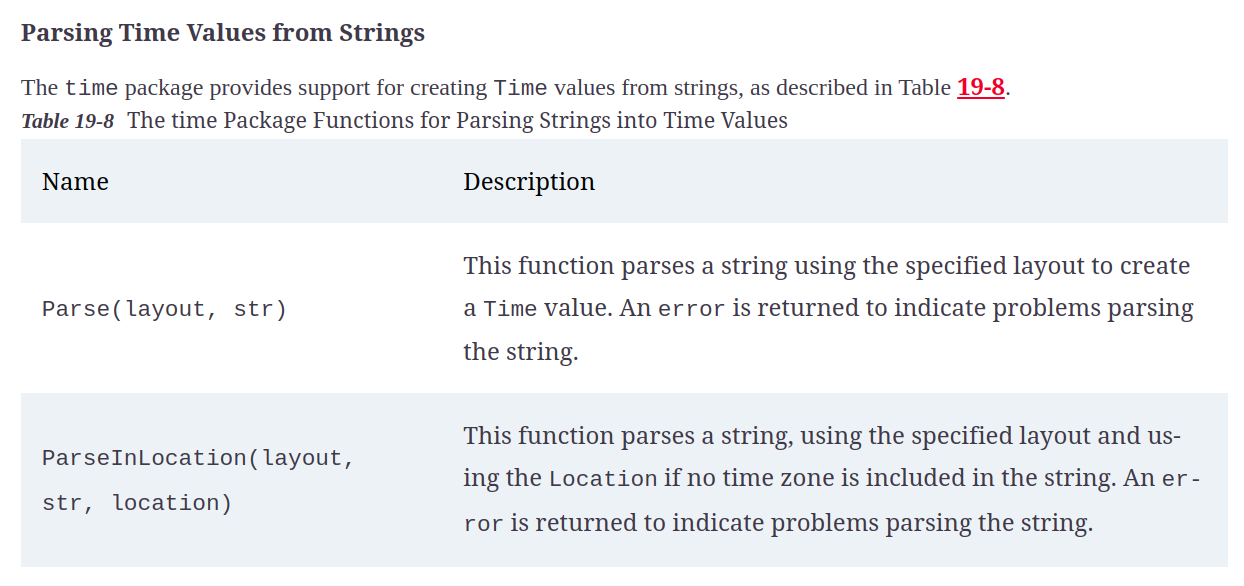 Parsing Time Values from Strings
The time package provides support for creating Time values from strings, as described in Table 19-8.
Table 19-8 The time Package Functions for Parsing Strings into Time Values
Name Description
Parse(layout, str)
This function parses a string using the specified layout to create
a Time value. An error is returned to indicate problems parsing
the string.
ParseInLocation(layout,
str, location)
This function parses a string, using the specified layout and us-
ing the Location if no time zone is included in the string. An er-
ror is returned to indicate problems parsing the string.